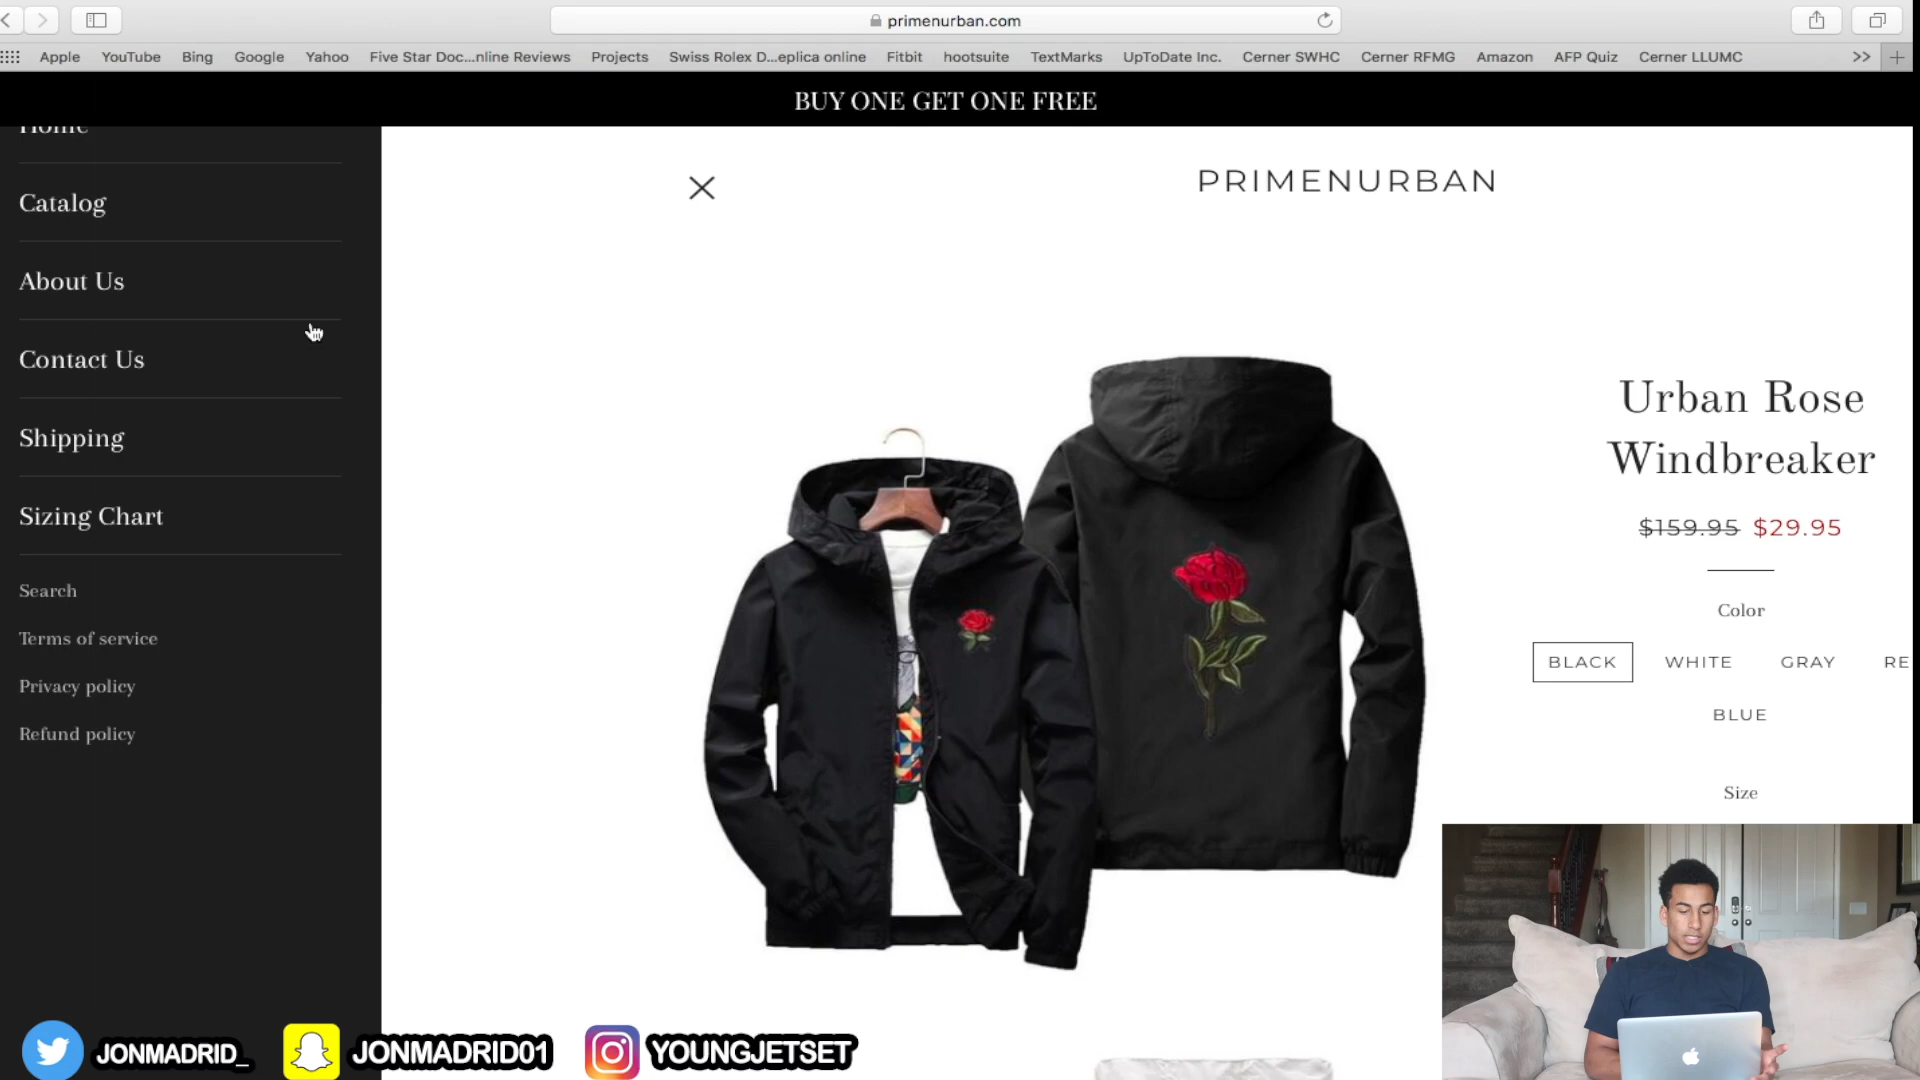 primenurban.com
Apple YouTube Bing Google Yahoo Five Star Doc...nline Reviews Projects Swiss Rolex D...eplica online Fitbit hootsuite TextMarks UpToDate Inc. Cerner SWHC Cerner RFMG Amazon AFP Quiz Cerner LLUMC >>
BUY ONE GET ONE FREE
Home
Catalog
About Us
Contact Us
Shipping
Sizing Chart
Search
Terms of service
Privacy policy
Refund policy
PRIMENURBAN
Urban Rose
Windbreaker
$159.95 $29.95
Color
BLACK WHITE GRAY RE
BLUE
Size
JONMADRID_ JONMADRID01 YOUNGJETSET